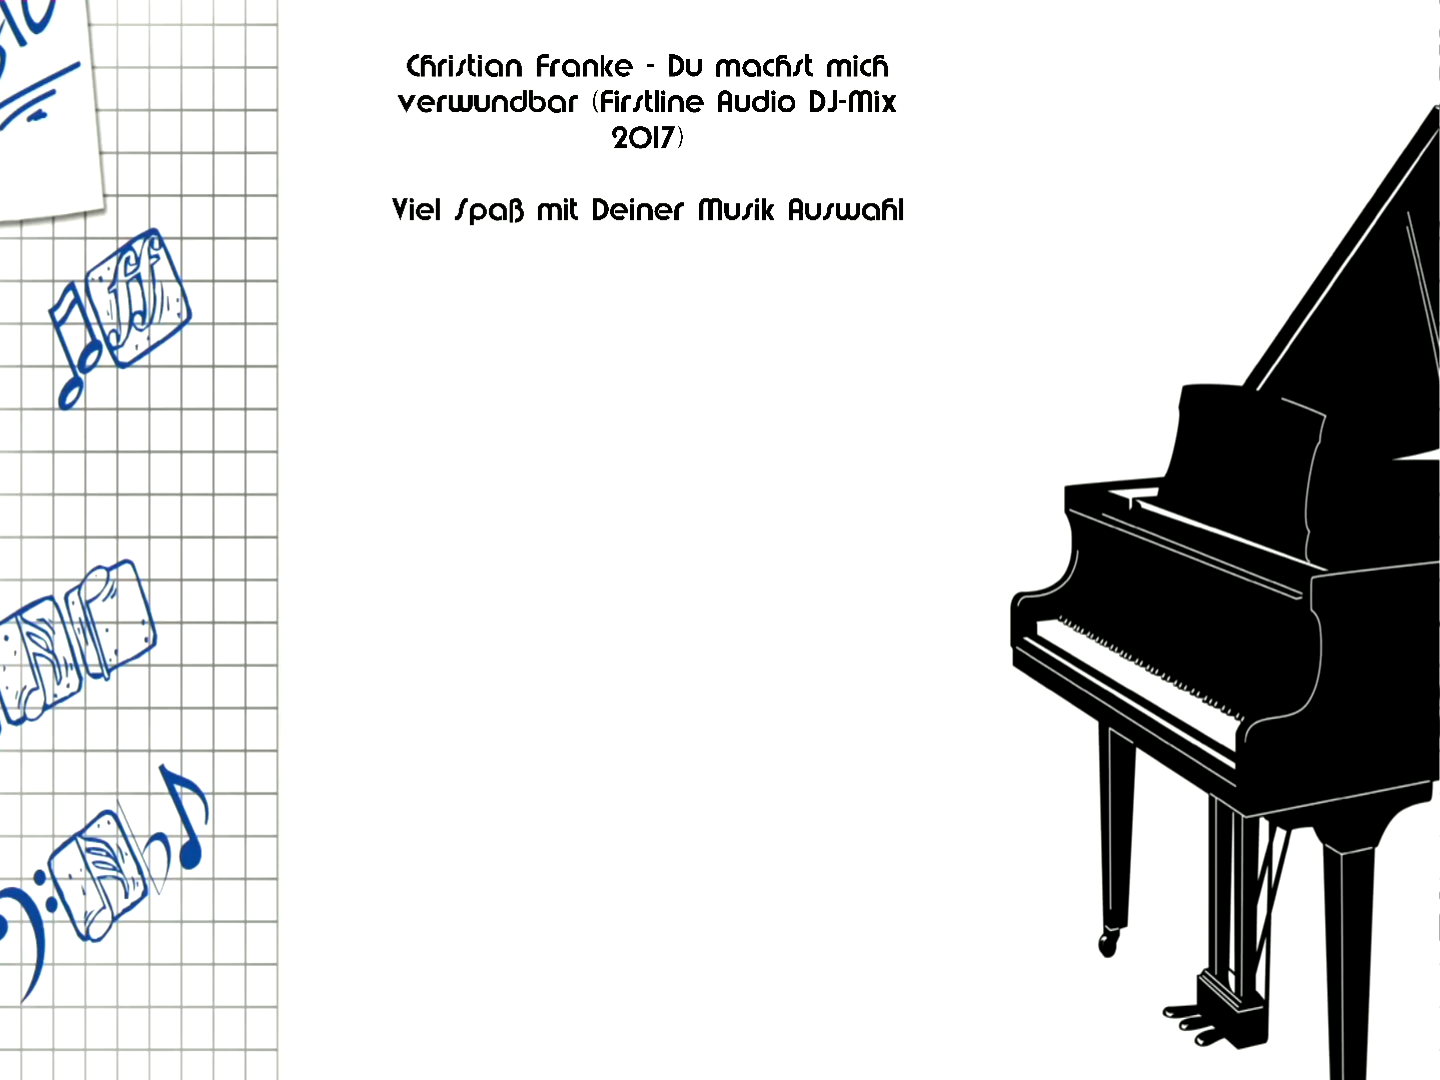 Christian Franke - Du machst mich
verwundbar (Firstline Audio DJ-Mix
2017)
Viel Spaß mit Deiner Musik Auswahl